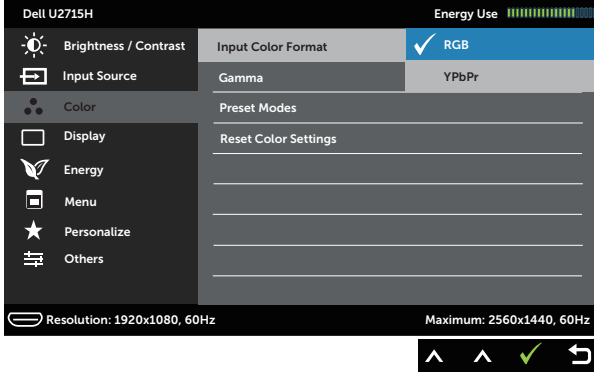 Dell U2715H Energy Use
Brightness / Contrast Input Color Format RGB
Input Source Gamma YPbPr
Color Preset Modes
Display Reset Color Settings
Energy
Menu
Personalize
Others
Resolution: 1920x1080, 60Hz Maximum: 2560x1440, 60Hz